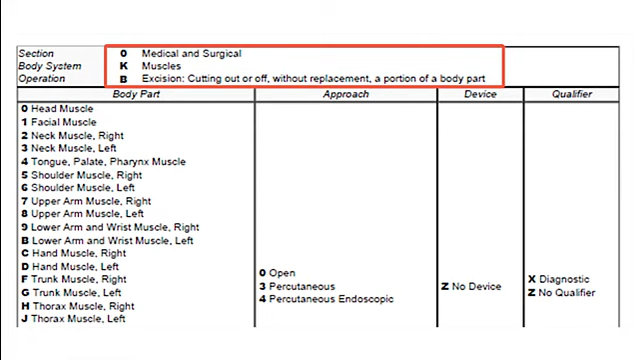 Section 0 Medical and Surgical
Body System K Muscles
Operation B Excision: Cutting out or off, without replacement, a portion of a body part
Body Part Approach Device Qualifier
0 Head Muscle
1 Facial Muscle
2 Neck Muscle, Right
3 Neck Muscle, Left
4 Tongue, Palate, Pharynx Muscle
5 Shoulder Muscle, Right
6 Shoulder Muscle, Left
7 Upper Arm Muscle, Right
8 Upper Arm Muscle, Left
9 Lower Arm and Wrist Muscle, Right
B Lower Arm and Wrist Muscle, Left
C Hand Muscle, Right
D Hand Muscle, Left
F Trunk Muscle, Right
G Trunk Muscle, Left
H Thorax Muscle, Right
J Thorax Muscle, Left
0 Open
3 Percutaneous
4 Percutaneous Endoscopic
Z No Device
X Diagnostic
Z No Qualifier